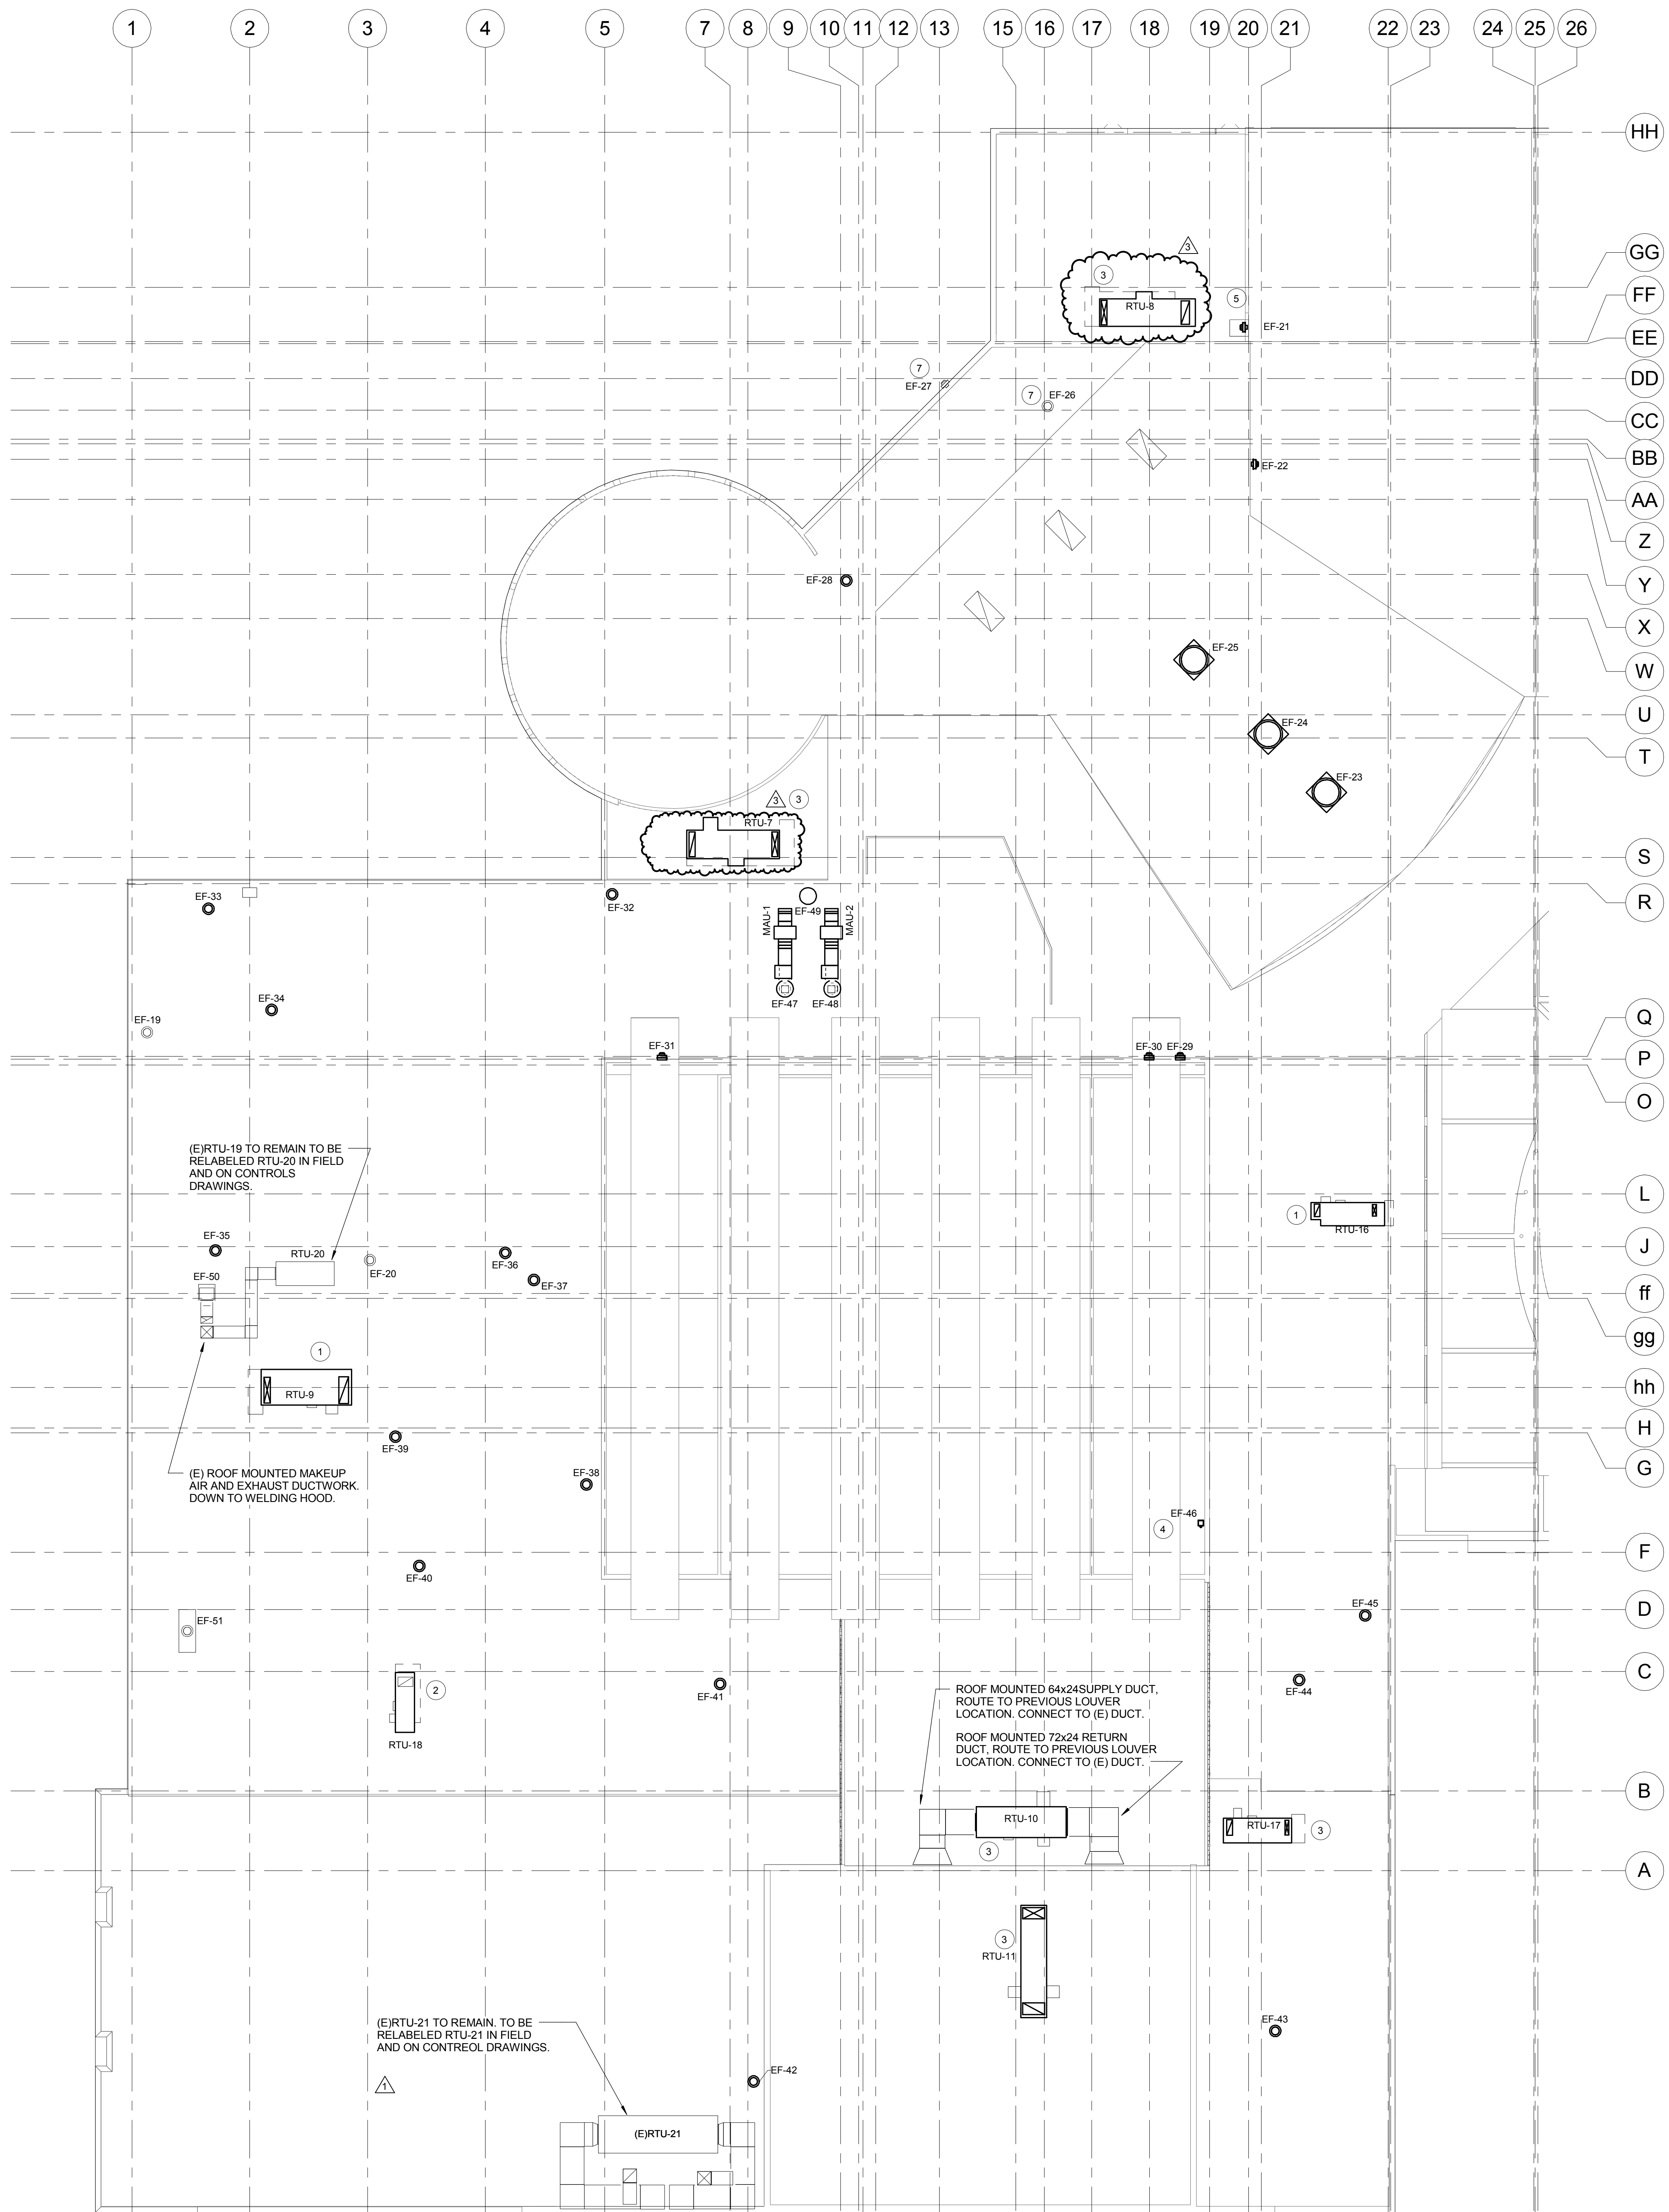 1 2 3 4 5 7 8 9 10 11 12 13 15 16 17 18 19 20 21 22 23 24 25 26
HH
3
GG
3
RTU-8
5
FF
EF-21
EE
7
EF-27
DD
7
EF-26
CC
BB
EF-22
AA
Z
EF-28
Y
X
EF-25
W
U
EF-24
T
EF-23
3
3
RTU-7
S
EF-33
EF-32
EF-49
R
MAU-1
MAU-2
EF-47
EF-48
EF-34
EF-19
Q
EF-31
EF-30
EF-29
P
O
(E)RTU-19 TO REMAIN TO BE
RELABELED RTU-20 IN FIELD
AND ON CONTROLS
DRAWINGS.
L
1
RTU-16
EF-35
RTU-20
EF-20
EF-36
J
EF-50
EF-37
ff
gg
1
RTU-9
hh
EF-39
H
(E) ROOF MOUNTED MAKEUP
AIR AND EXHAUST DUCTWORK.
DOWN TO WELDING HOOD.
EF-38
G
EF-46
4
F
EF-40
EF-51
EF-45
D
2
RTU-18
EF-41
EF-44
C
ROOF MOUNTED 64x24SUPPLY DUCT,
ROUTE TO PREVIOUS LOUVER
LOCATION. CONNECT TO (E) DUCT.
ROOF MOUNTED 72x24 RETURN
DUCT, ROUTE TO PREVIOUS LOUVER
LOCATION. CONNECT TO (E) DUCT.
B
RTU-10
3
RTU-17
3
A
3
RTU-11
(E)RTU-21 TO REMAIN. TO BE
RELABELED RTU-21 IN FIELD
AND ON CONTREOL DRAWINGS.
EF-43
EF-42
1
(E)RTU-21